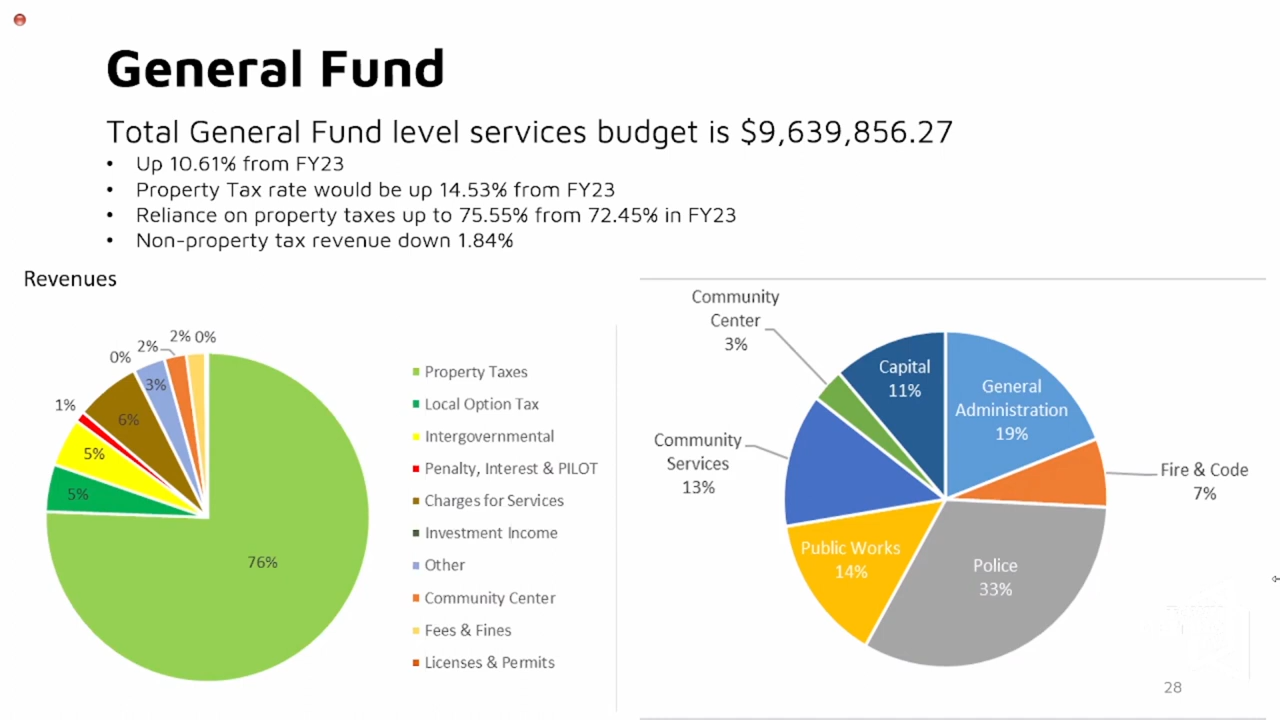 General Fund
Total General Fund level services budget is $9,639,856.27
• Up 10.61% from FY23
• Property Tax rate would be up 14.53% from FY23
• Reliance on property taxes up to 75.55% from 72.45% in FY23
• Non-property tax revenue down 1.84%
Revenues
2% 0%
2%
0%
3%
1%
6%
5%
5%
76%
Property Taxes
Local Option Tax
Intergovernmental
Penalty, Interest & PILOT
Charges for Services
Investment Income
Other
Community Center
Fees & Fines
Licenses & Permits
Community
Center
3%
Capital
11%
General
Administration
19%
Community
Services
13%
Fire & Code
7%
Public Works
14%
Police
33%
28